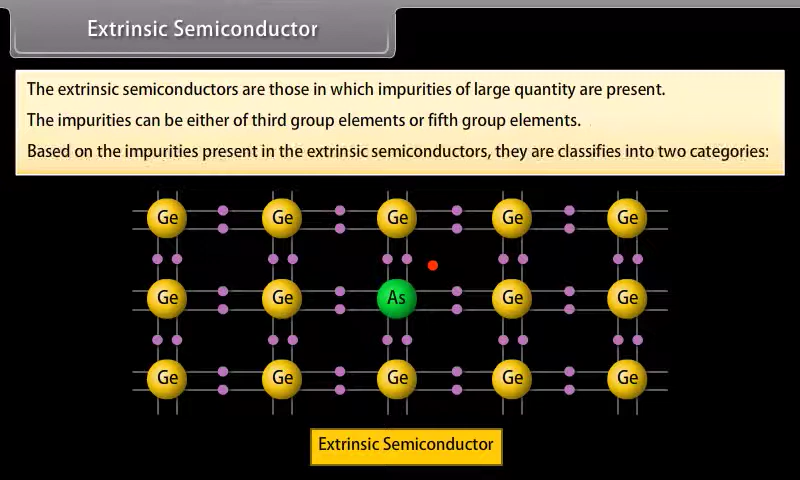 Extrinsic Semiconductor
The extrinsic semiconductors are those in which impurities of large quantity are present.
The impurities can be either of third group elements or fifth group elements.
Based on the impurities present in the extrinsic semiconductors, they are classifies into two categories:
Ge Ge Ge Ge Ge
Ge Ge As Ge Ge
Ge Ge Ge Ge Ge
Extrinsic Semiconductor